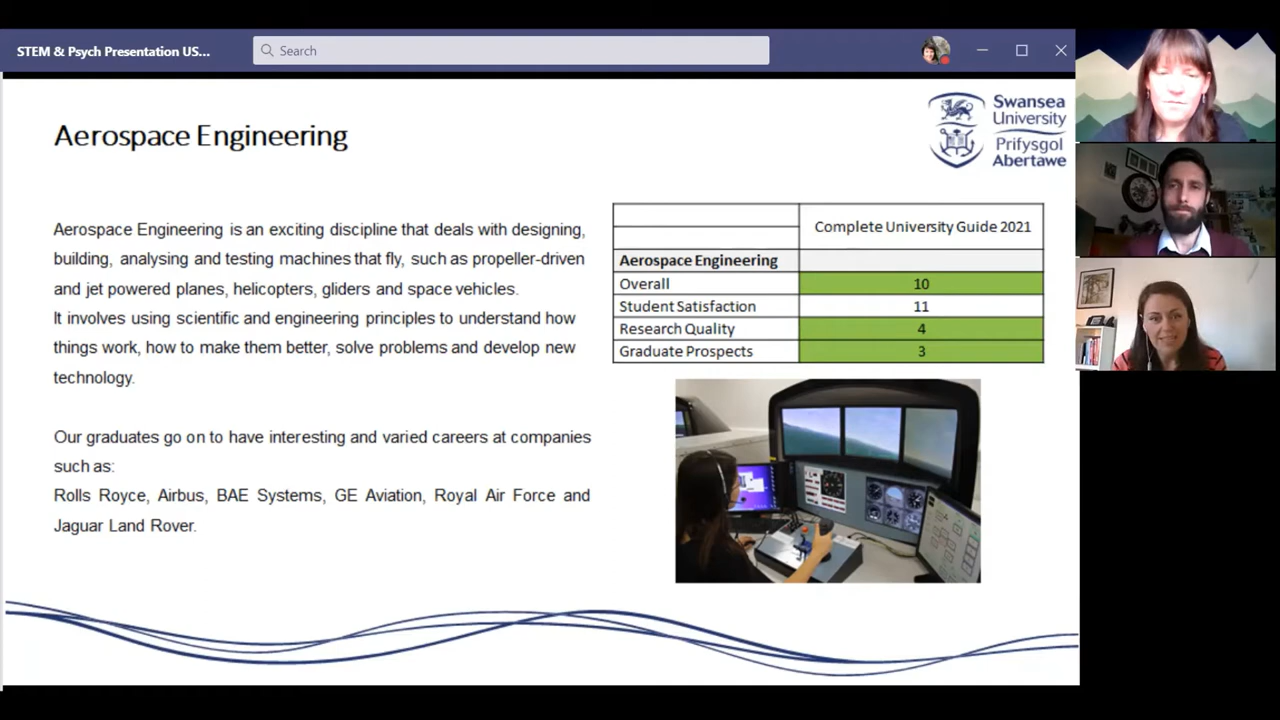 STEM & Psych Presentation US...
Search
Aerospace Engineering
Swansea
University
Prifysgol
Abertawe
Aerospace Engineering is an exciting discipline that deals with designing,
building, analysing and testing machines that fly, such as propeller-driven
and jet powered planes, helicopters, gliders and space vehicles.
It involves using scientific and engineering principles to understand how
things work, how to make them better, solve problems and develop new
technology.
Our graduates go on to have interesting and varied careers at companies
such as:
Rolls Royce, Airbus, BAE Systems, GE Aviation, Royal Air Force and
Jaguar Land Rover.
Complete University Guide 2021
Aerospace Engineering
Overall 10
Student Satisfaction 11
Research Quality 4
Graduate Prospects 3